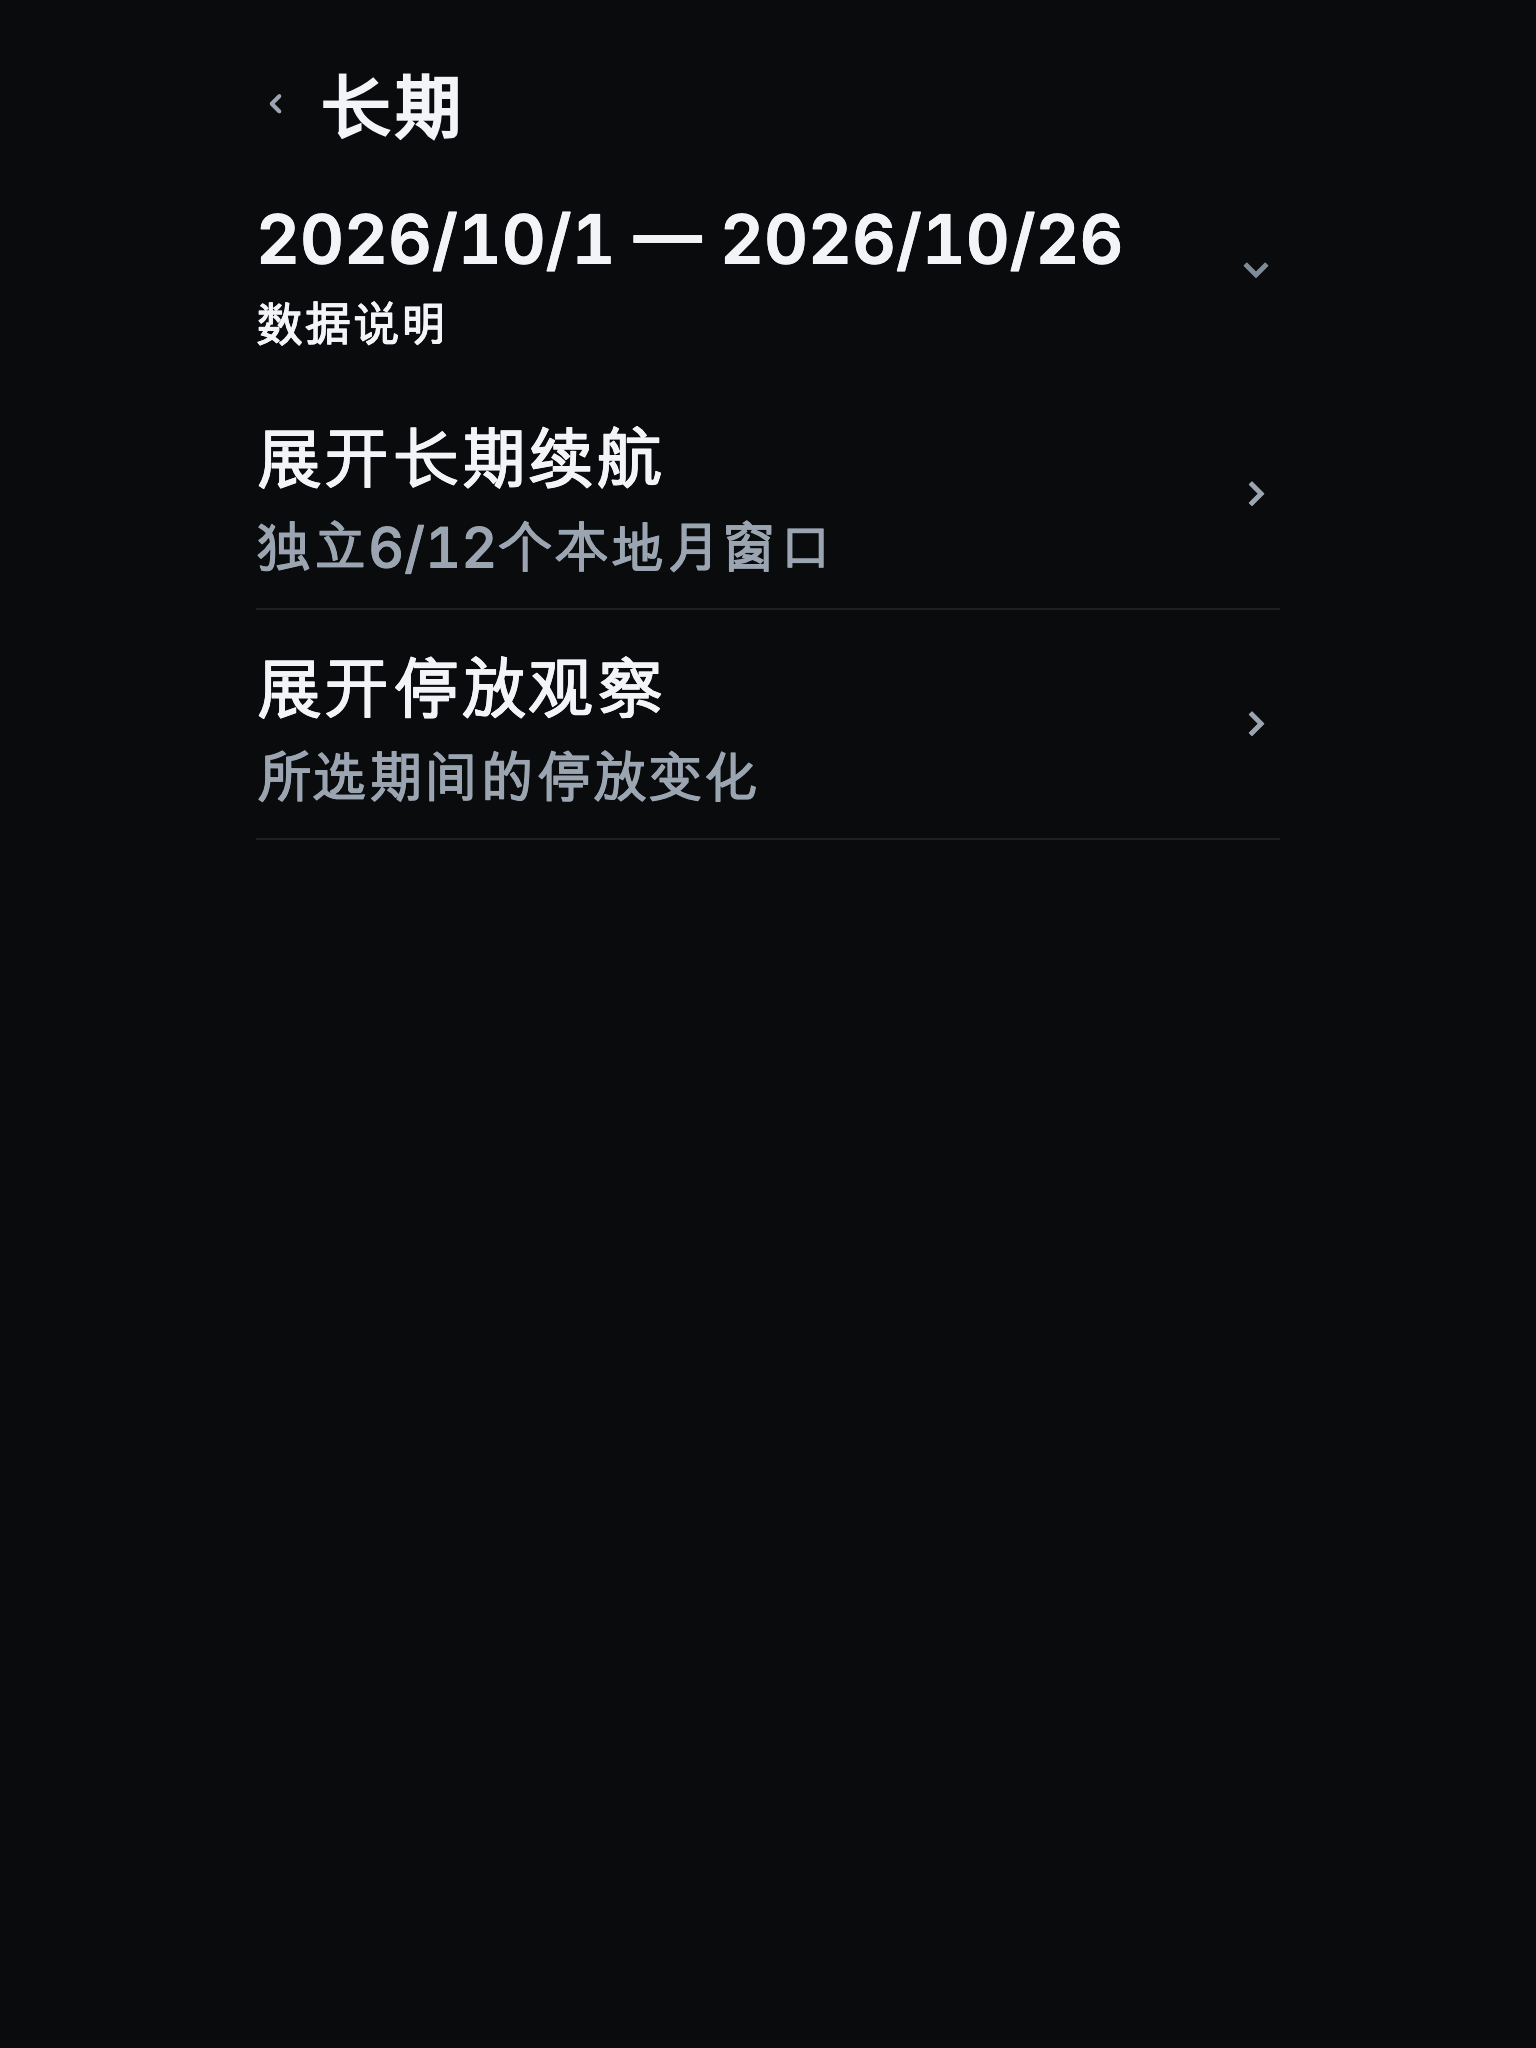 长期
2026/10/1 — 2026/10/26
数据说明
展开长期续航
独立6/12个本地月窗口
展开停放观察
所选期间的停放变化